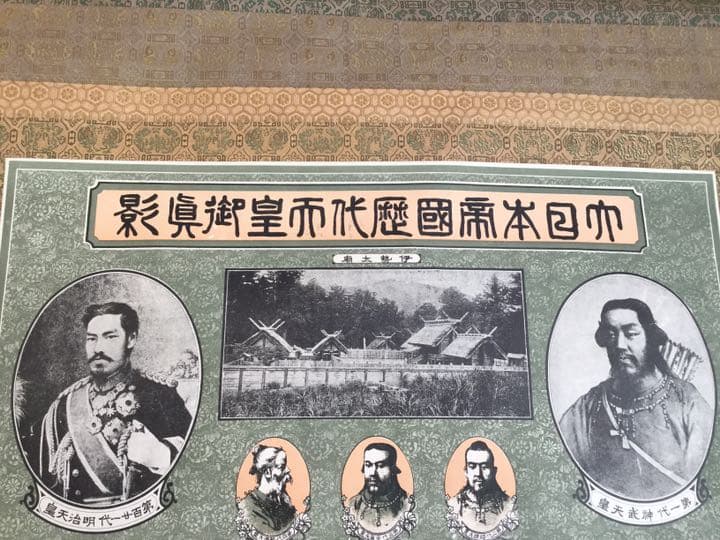 大日本帝國歷代天皇御眞影
伊勢大廟
第一代神武天皇
第百廿一代明治天皇